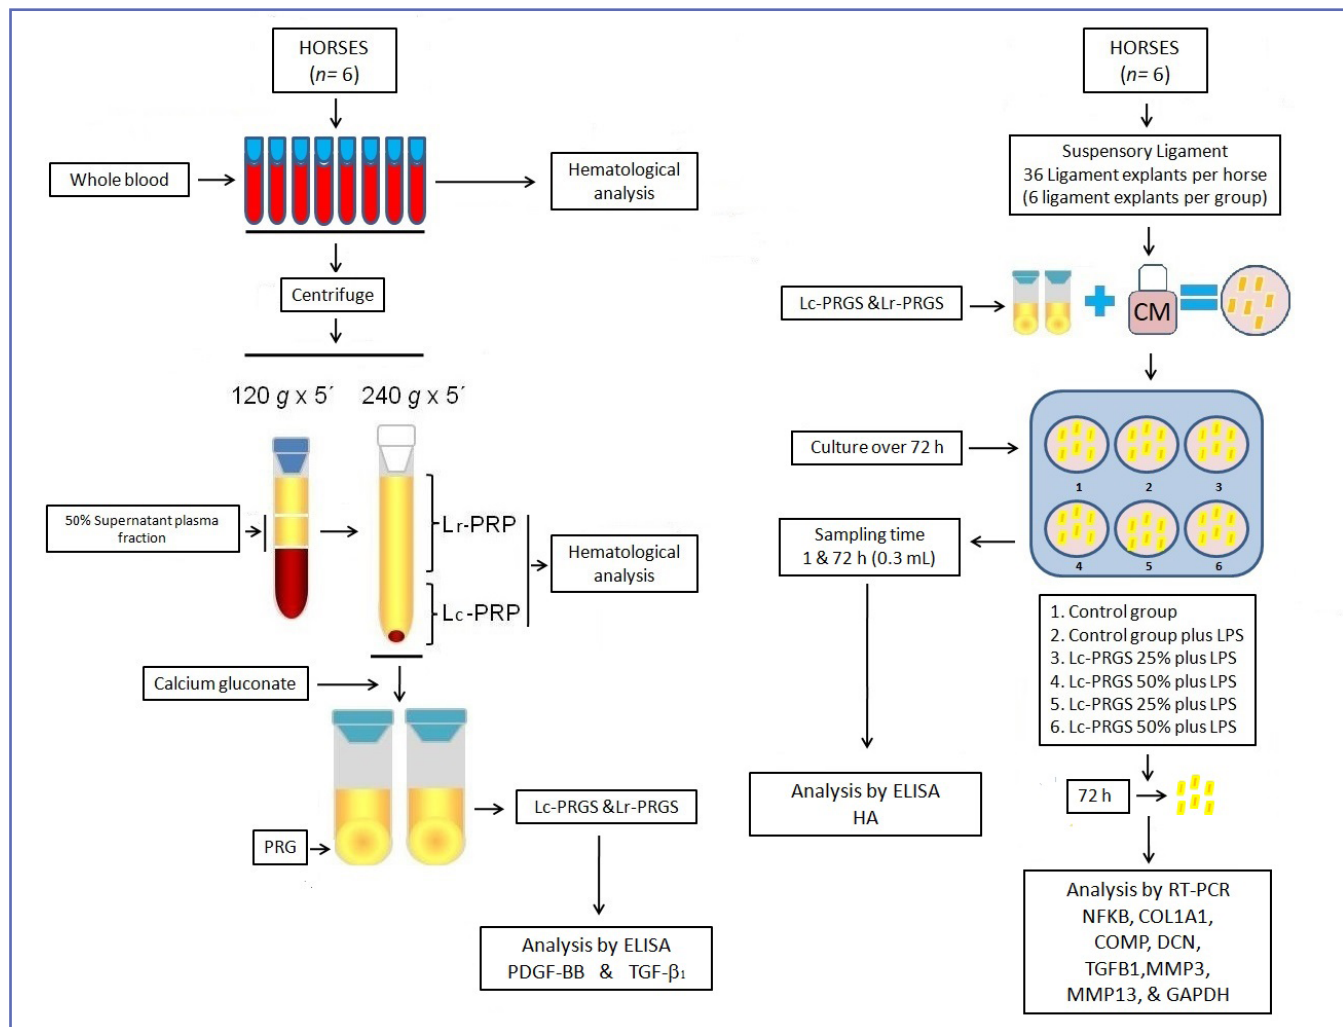 HORSES
(n= 6)
Whole blood
Hematological
analysis
Centrifuge
120 g x 5´
240 g x 5´
50% Supernatant plasma
fraction
Lr-PRP
Lc-PRP
Hematological
analysis
Calcium gluconate
PRG
Lc-PRGS &Lr-PRGS
Analysis by ELISA
PDGF-BB & TGF-β1
HORSES
(n= 6)
Suspensory Ligament
36 Ligament explants per horse
(6 ligament explants per group)
Lc-PRGS &Lr-PRGS
CM
Culture over 72 h
1
2
3
4
5
6
Sampling time
1 & 72 h (0.3 mL)
Analysis by ELISA
HA
1. Control group
2. Control group plus LPS
3. Lc-PRGS 25% plus LPS
4. Lc-PRGS 50% plus LPS
5. Lc-PRGS 25% plus LPS
6. Lc-PRGS 50% plus LPS
72 h
Analysis by RT-PCR
NFKB, COL1A1,
COMP, DCN,
TGFB1,MMP3,
MMP13, & GAPDH